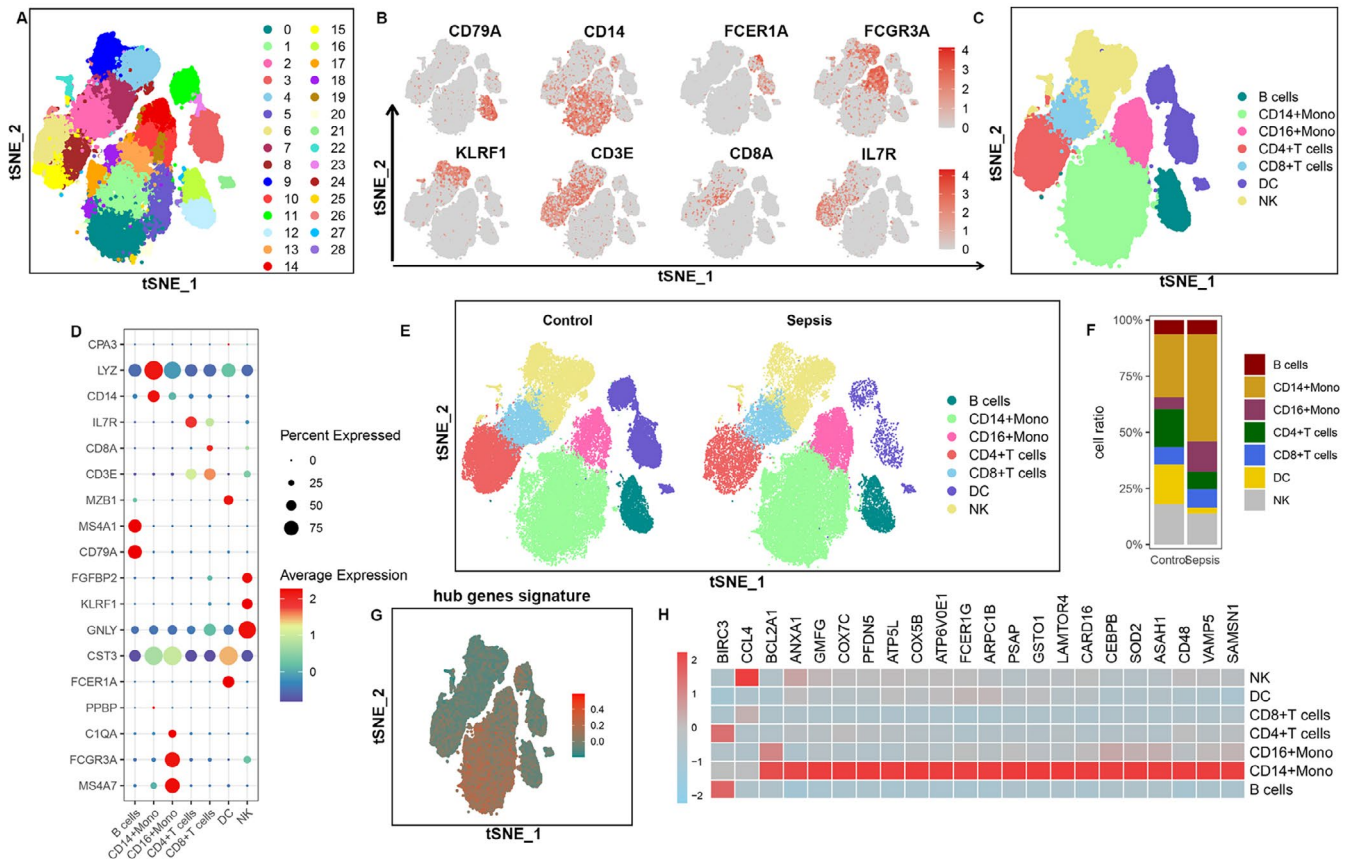 A
0
1
2
3
4
5
6
7
8
9
10
11
12
13
14
15
16
17
18
19
20
21
22
23
24
25
26
27
28
tSNE_2
tSNE_1
B
CD79A CD14 FCER1A FCGR3A
4
3
2
1
0
KLRF1 CD3E CD8A IL7R
4
3
2
1
0
tSNE_2
tSNE_1
C
tSNE_2
tSNE_1
B cells
CD14+Mono
CD16+Mono
CD4+T cells
CD8+T cells
DC
NK
D
CPA3
LYZ
CD14
IL7R
CD8A
CD3E
MZB1
MS4A1
CD79A
FGFBP2
KLRF1
GNLY
CST3
FCER1A
PPBP
C1QA
FCGR3A
MS4A7
B cells
CD14+Mono
CD16+Mono
CD4+T cells
CD8+T cells
DC
NK
Percent Expressed
0
25
50
75
Average Expression
2
1
0
E
Control Sepsis
tSNE_2
tSNE_1
B cells
CD14+Mono
CD16+Mono
CD4+T cells
CD8+T cells
DC
NK
F
100%
75%
50%
25%
0%
cell ratio
Control Sepsis
B cells
CD14+Mono
CD16+Mono
CD4+T cells
CD8+T cells
DC
NK
G
hub genes signature
tSNE_2
tSNE_1
0.4
0.2
0.0
H
BIRC3
CCL4
BCL2A1
ANXA1
GMFG
COX7C
PFDN5
ATP5L
COX5B
ATP6V0E1
FCER1G
ARPC1B
PSAP
GSTO1
LAMTOR4
CARD16
CEBPB
SOD2
ASAH1
CD48
VAMP5
SAMSN1
2
1
0
−1
−2
NK
DC
CD8+T cells
CD4+T cells
CD16+Mono
CD14+Mono
B cells